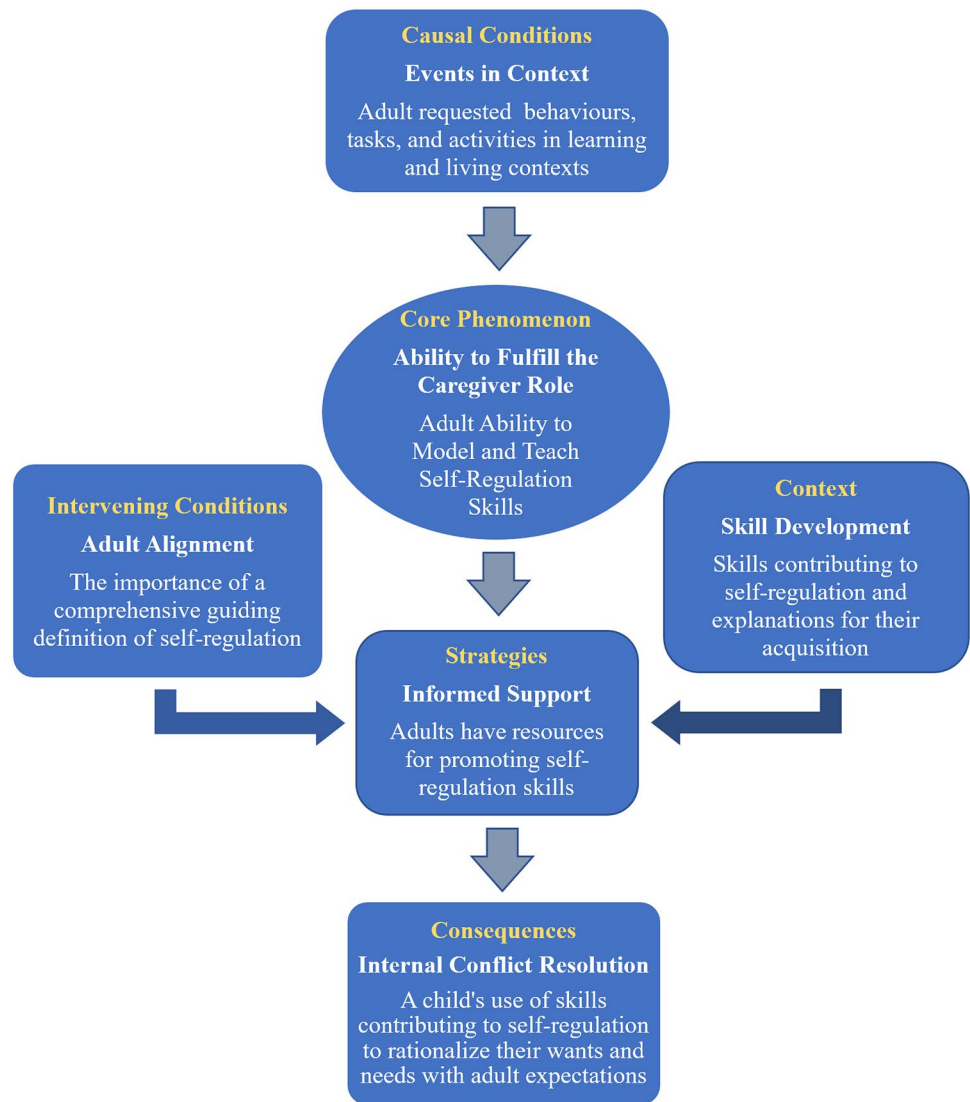 Causal Conditions
Events in Context
Adult requested behaviours,
tasks, and activities in learning
and living contexts
Core Phenomenon
Ability to Fulfill the
Caregiver Role
Adult Ability to
Model and Teach
Self-Regulation
Skills
Intervening Conditions
Adult Alignment
The importance of a
comprehensive guiding
definition of self-regulation
Context
Skill Development
Skills contributing to
self-regulation and
explanations for their
acquisition
Strategies
Informed Support
Adults have resources
for promoting self-
regulation skills
Consequences
Internal Conflict Resolution
A child's use of skills
contributing to self-regulation
to rationalize their wants and
needs with adult expectations